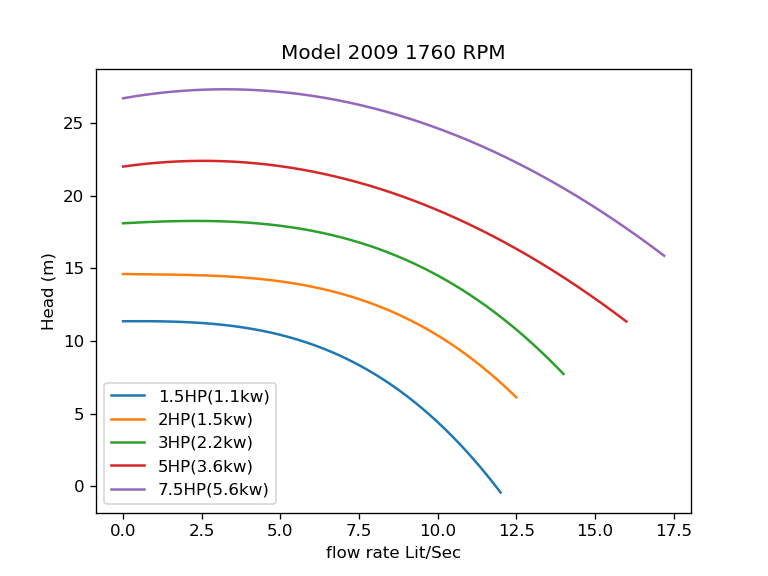 Model 2009 1760 RPM
Head (m)
25
20
15
10
5
0
1.5HP(1.1kw)
2HP(1.5kw)
3HP(2.2kw)
5HP(3.6kw)
7.5HP(5.6kw)
0.0 2.5 5.0 7.5 10.0 12.5 15.0 17.5
flow rate Lit/Sec